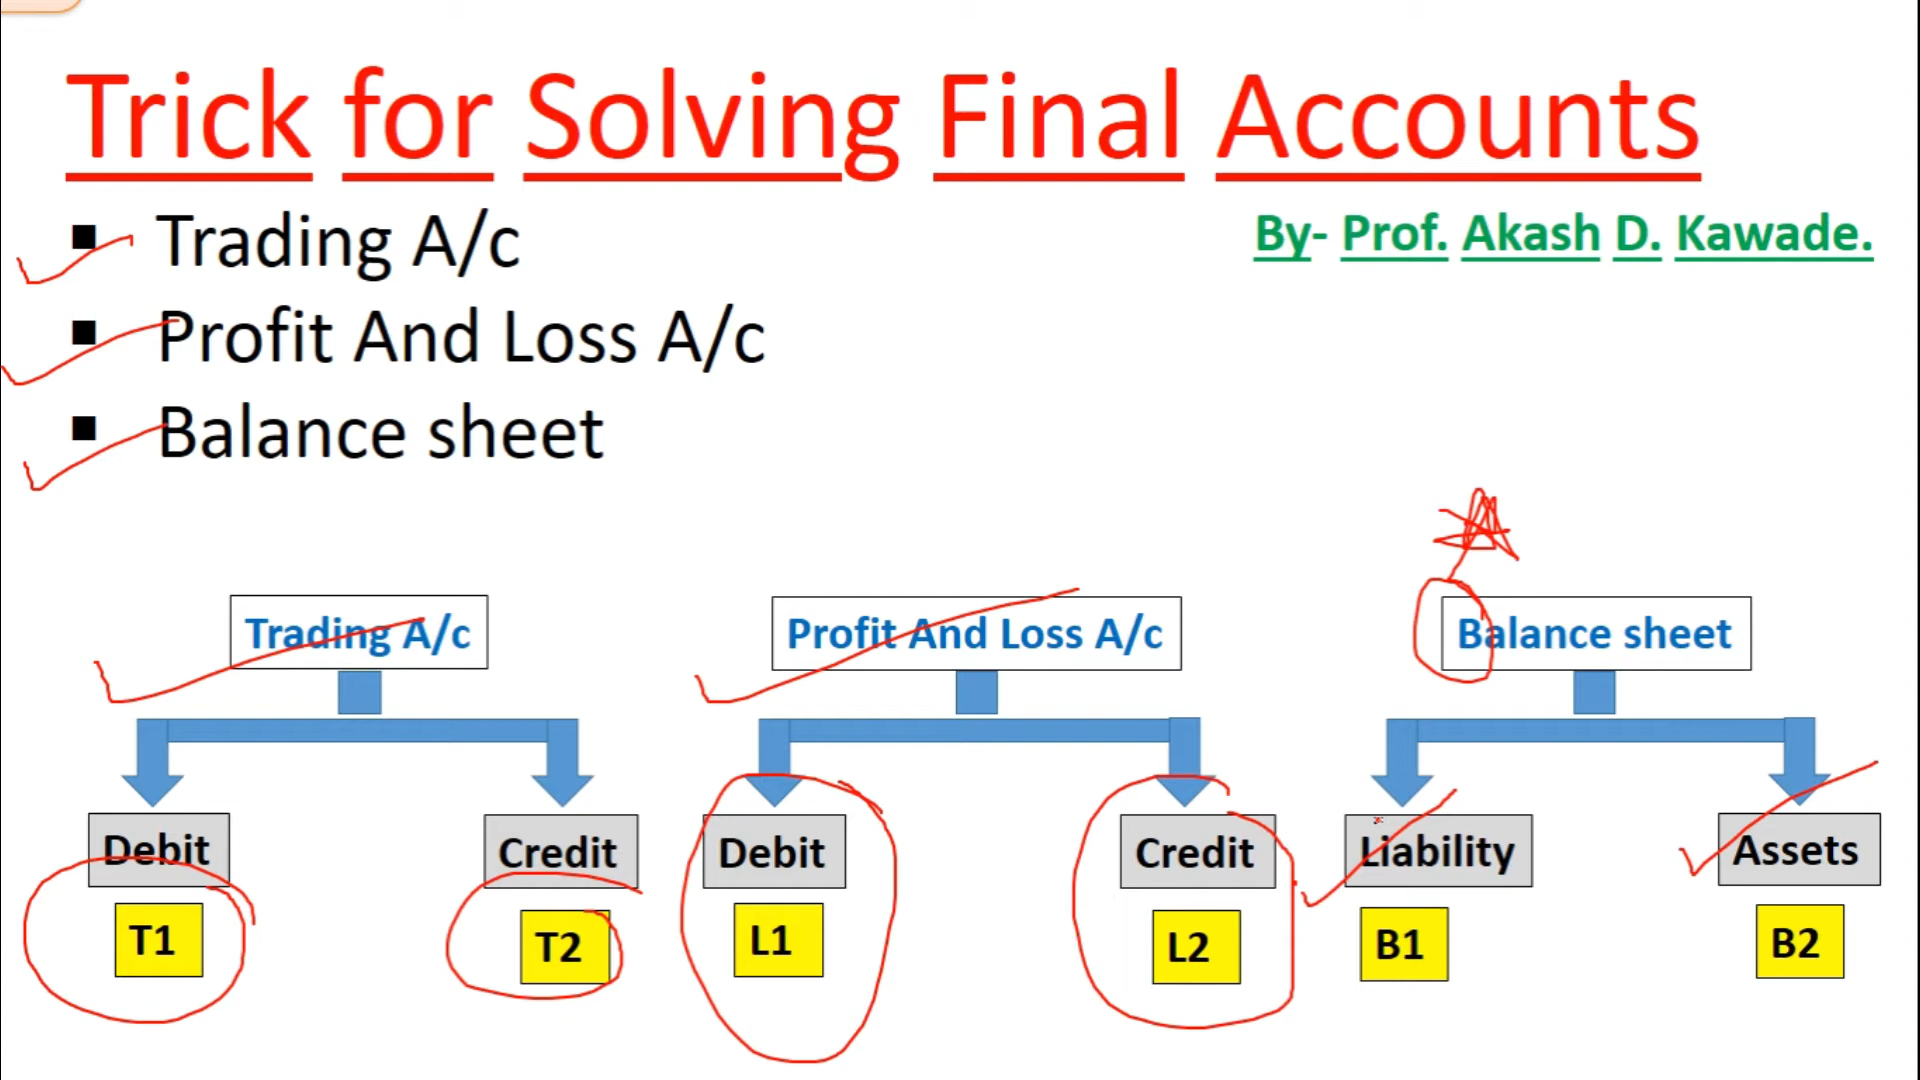 Trick for Solving Final Accounts
By- Prof. Akash D. Kawade.
▪ Trading A/c
▪ Profit And Loss A/c
▪ Balance sheet
Trading A/c
Profit And Loss A/c
Balance sheet
Debit
Credit
Debit
Credit
Liability
Assets
T1
T2
L1
L2
B1
B2